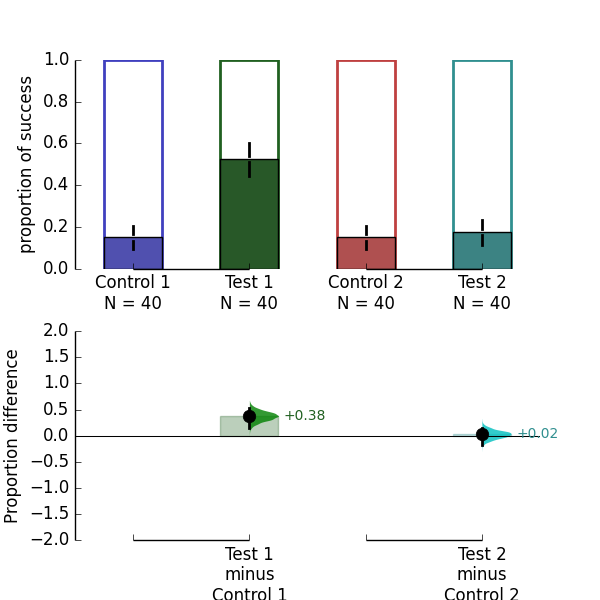 proportion of success
1.0
0.8
0.6
0.4
0.2
0.0
Control 1
N = 40
Test 1
N = 40
Control 2
N = 40
Test 2
N = 40
Proportion difference
2.0
1.5
1.0
0.5
0.0
−0.5
−1.0
−1.5
−2.0
+0.38
+0.02
Test 1
minus
Control 1
Test 2
minus
Control 2